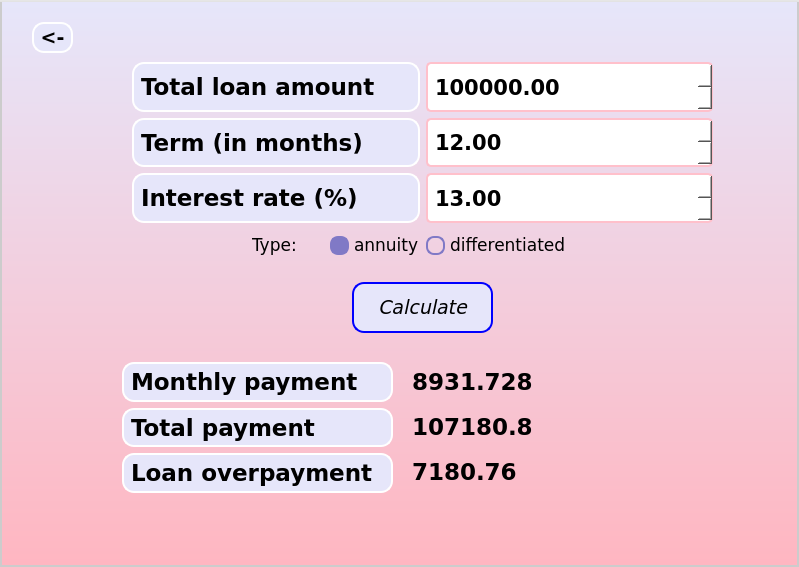 <-
Total loan amount 100000.00
Term (in months) 12.00
Interest rate (%) 13.00
Type: annuity differentiated
Calculate
Monthly payment 8931.728
Total payment 107180.8
Loan overpayment 7180.76